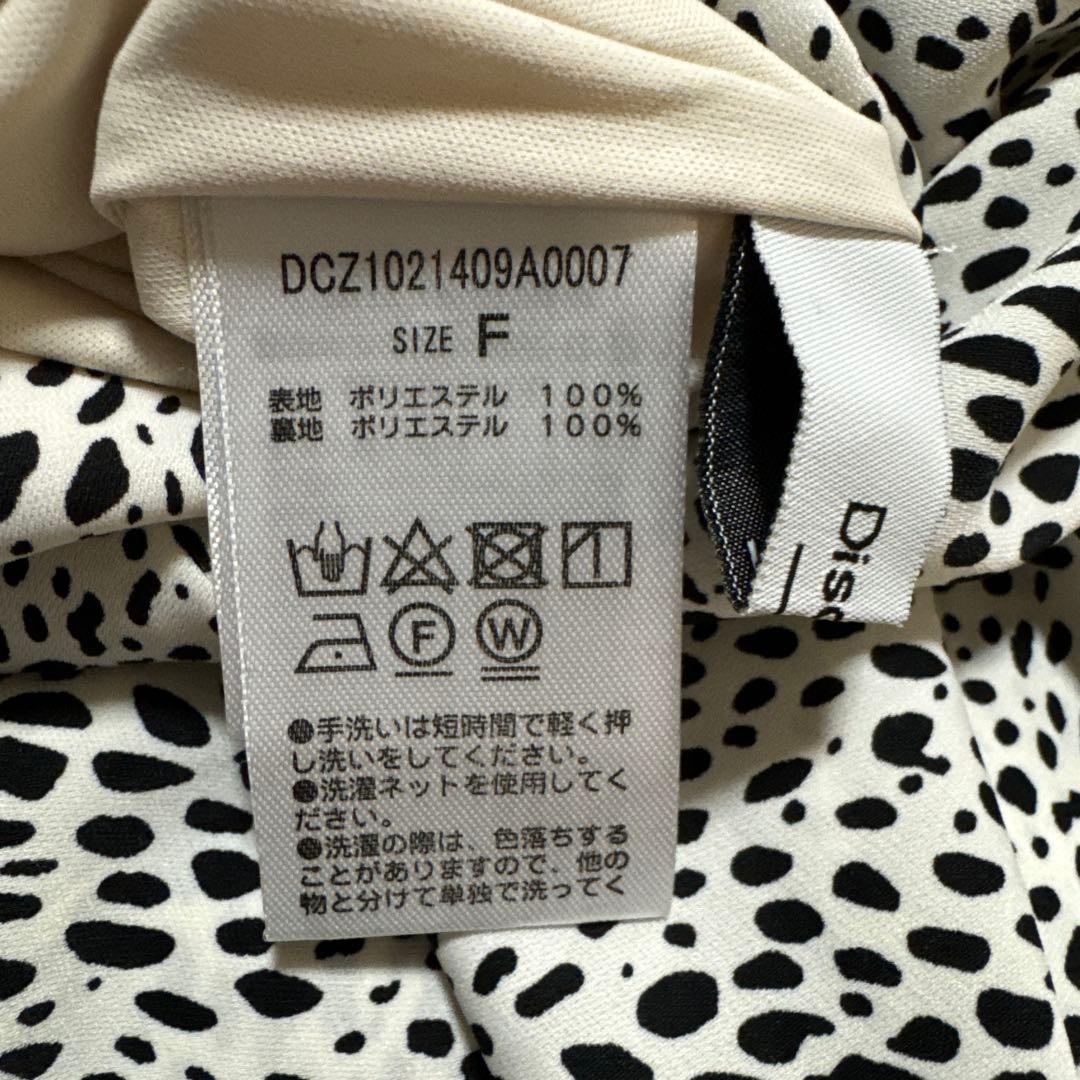 DCZ1021409A0007
SIZE F
表地 ポリエステル 100%
裏地 ポリエステル 100%
F W
●手洗いは短時間で軽く押
し洗いをしてください。
●洗濯ネットを使用してく
ださい。
●洗濯の際は、色落ちする
ことがありますので、他の
物と分けて単独で洗ってく